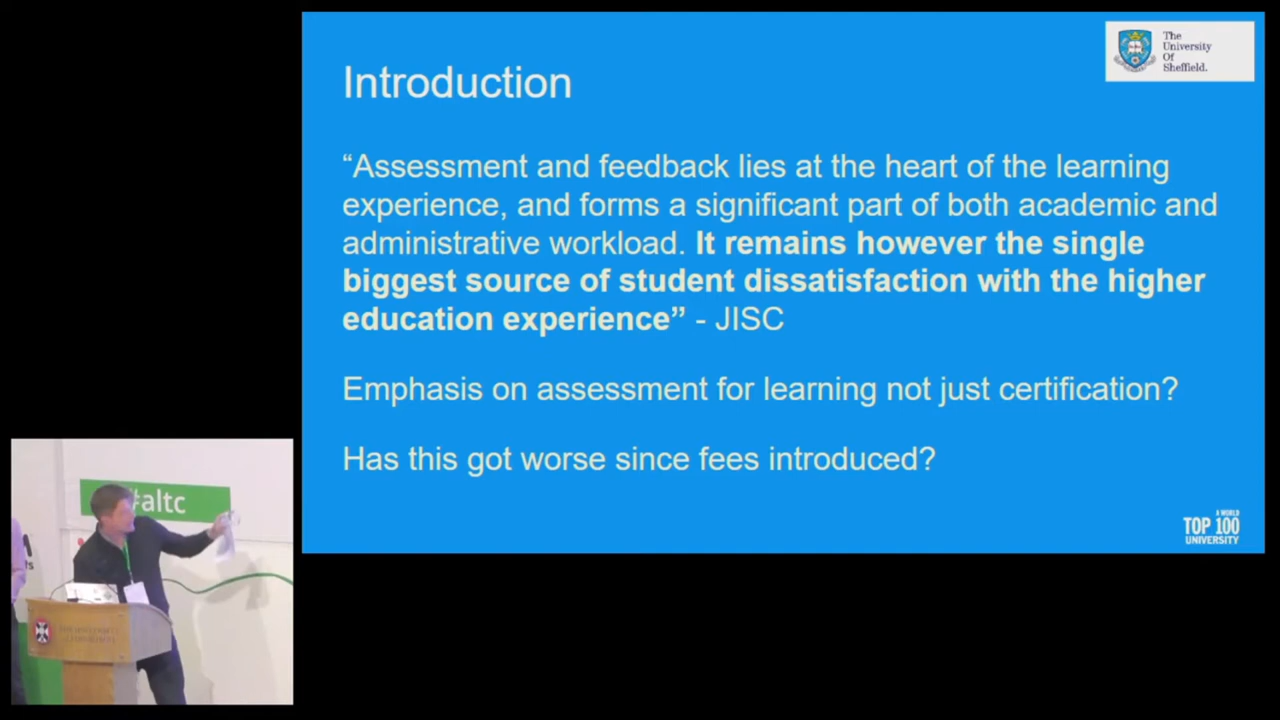 The
University
Of
Sheffield.
Introduction
“Assessment and feedback lies at the heart of the learning
experience, and forms a significant part of both academic and
administrative workload. It remains however the single
biggest source of student dissatisfaction with the higher
education experience” - JISC
Emphasis on assessment for learning not just certification?
Has this got worse since fees introduced?
A WORLD
TOP 100
UNIVERSITY
#altc